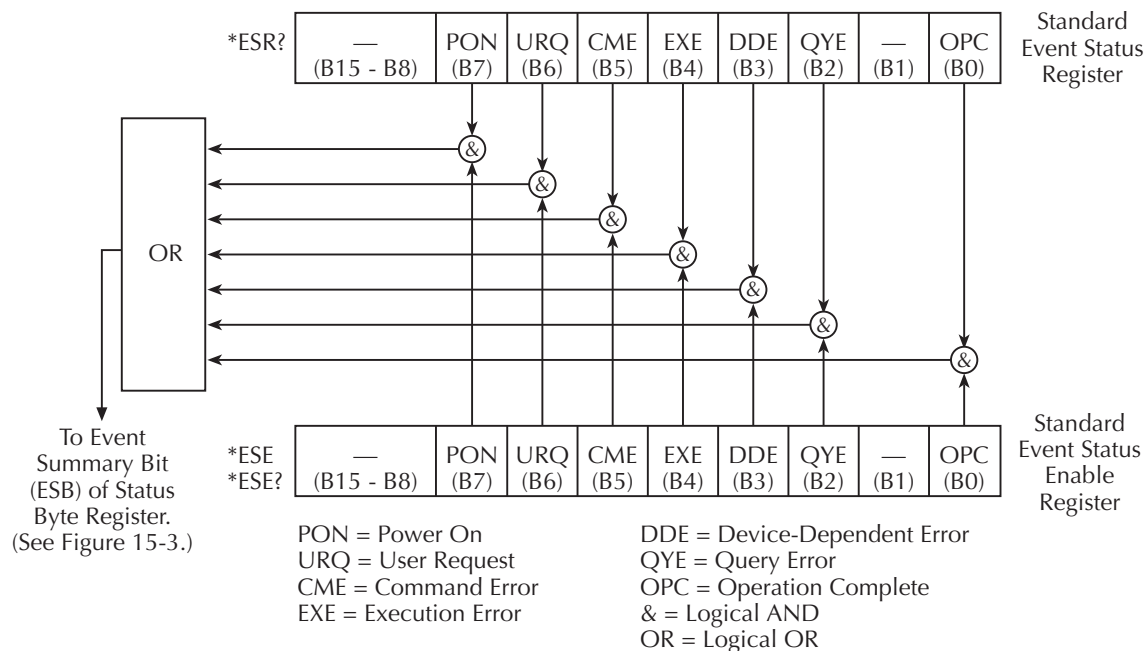 *ESR?
— PON URQ CME EXE DDE QYE — OPC
(B15 - B8) (B7) (B6) (B5) (B4) (B3) (B2) (B1) (B0)
Standard
Event Status
Register
&
&
&
&
&
&
&
OR
To Event
Summary Bit
(ESB) of Status
Byte Register.
(See Figure 15-3.)
*ESE
*ESE?
— PON URQ CME EXE DDE QYE — OPC
(B15 - B8) (B7) (B6) (B5) (B4) (B3) (B2) (B1) (B0)
Standard
Event Status
Enable
Register
PON = Power On
URQ = User Request
CME = Command Error
EXE = Execution Error
DDE = Device-Dependent Error
QYE = Query Error
OPC = Operation Complete
& = Logical AND
OR = Logical OR